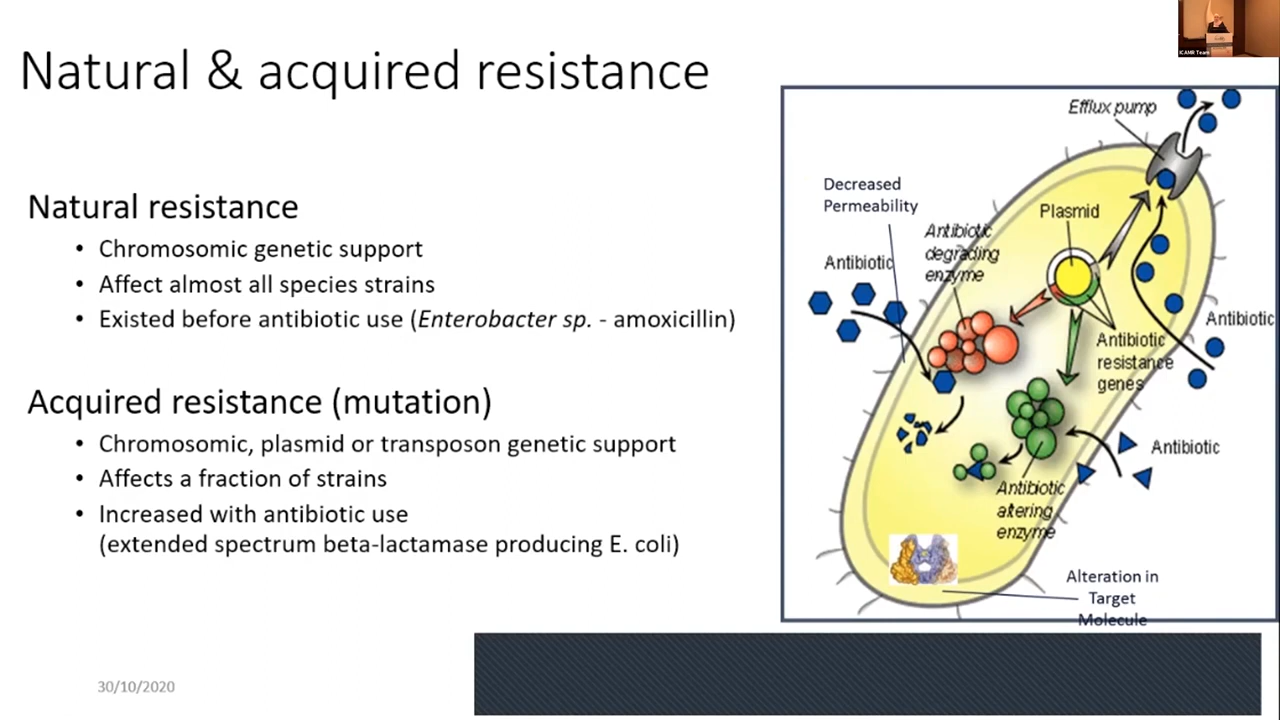 Natural & acquired resistance
Natural resistance
• Chromosomic genetic support
• Affect almost all species strains
• Existed before antibiotic use (Enterobacter sp. - amoxicillin)
Acquired resistance (mutation)
• Chromosomic, plasmid or transposon genetic support
• Affects a fraction of strains
• Increased with antibiotic use
(extended spectrum beta-lactamase producing E. coli)
30/10/2020
ICAMR Team
Efflux pump
Decreased
Permeability
Plasmid
Antibiotic
degrading
enzyme
Antibiotic
Antibiotic
Antibiotic
resistance
genes
Antibiotic
Antibiotic
altering
enzyme
Alteration in
Target
Molecule